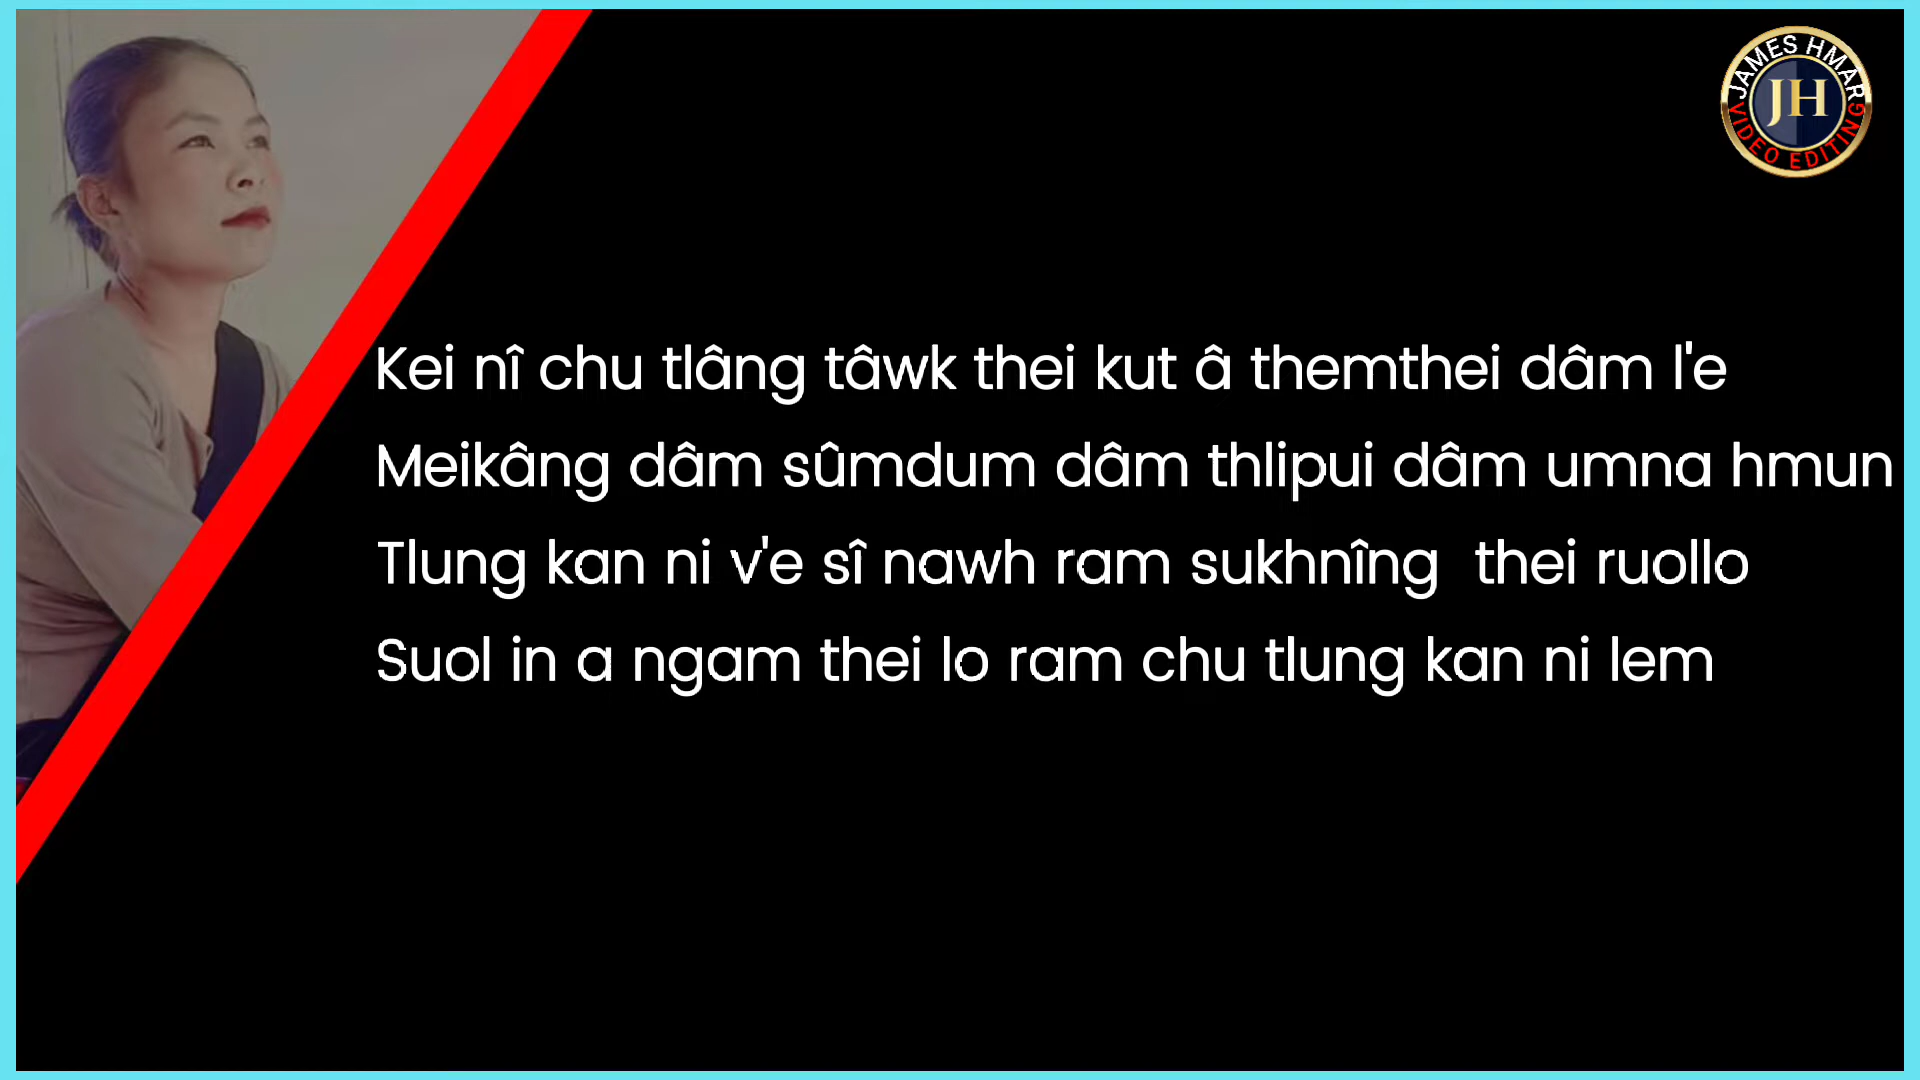 JAMES HMAR
JH
VIDEO EDITING
Kei nî chu tlâng tâwk thei kut â themthei dâm l'e
Meikâng dâm sûmdum dâm thlipui dâm umna hmun
Tlung kan ni v'e sî nawh ram sukhnîng  thei ruollo
Suol in a ngam thei lo ram chu tlung kan ni lem